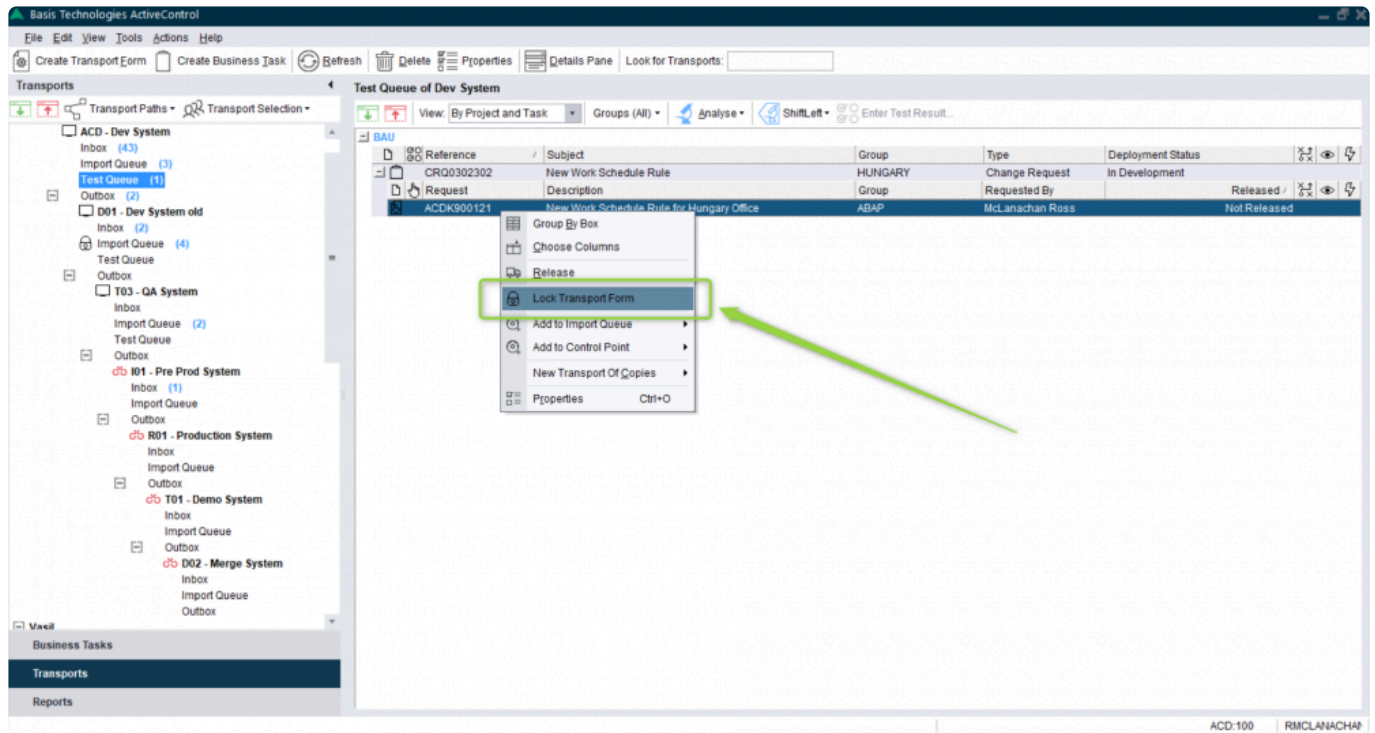 Basis Technologies ActiveControl
File Edit View Tools Actions Help
Create Transport Form Create Business Task Refresh Delete Properties Details Pane Look for Transports:
Transports
Transport Paths Transport Selection
ACD - Dev System
Inbox (43)
Import Queue (3)
Test Queue (1)
Outbox (2)
D01 - Dev System old
Inbox (2)
Import Queue (4)
Test Queue
Outbox
T03 - QA System
Inbox
Import Queue (2)
Test Queue
Outbox
I01 - Pre Prod System
Inbox (1)
Import Queue
Outbox
R01 - Production System
Inbox
Import Queue
Outbox
T01 - Demo System
Inbox
Import Queue
Outbox
D02 - Merge System
Inbox
Import Queue
Outbox
Vasil
Business Tasks
Transports
Reports
Test Queue of Dev System
View: By Project and Task Groups (All) Analyse ShiftLeft Enter Test Result...
BAU
Reference / Subject Group Type Deployment Status
CRQ0302302 New Work Schedule Rule HUNGARY Change Request In Development
Request Description Group Requested By Released /
ACDK900121 New Work Schedule Rule for Hungary Office ABAP McLanachan Ross Not Released
Group By Box
Choose Columns
Release
Lock Transport Form
Add to Import Queue
Add to Control Point
New Transport Of Copies
Properties Ctrl+O
ACD:100 RMCLANACHAN